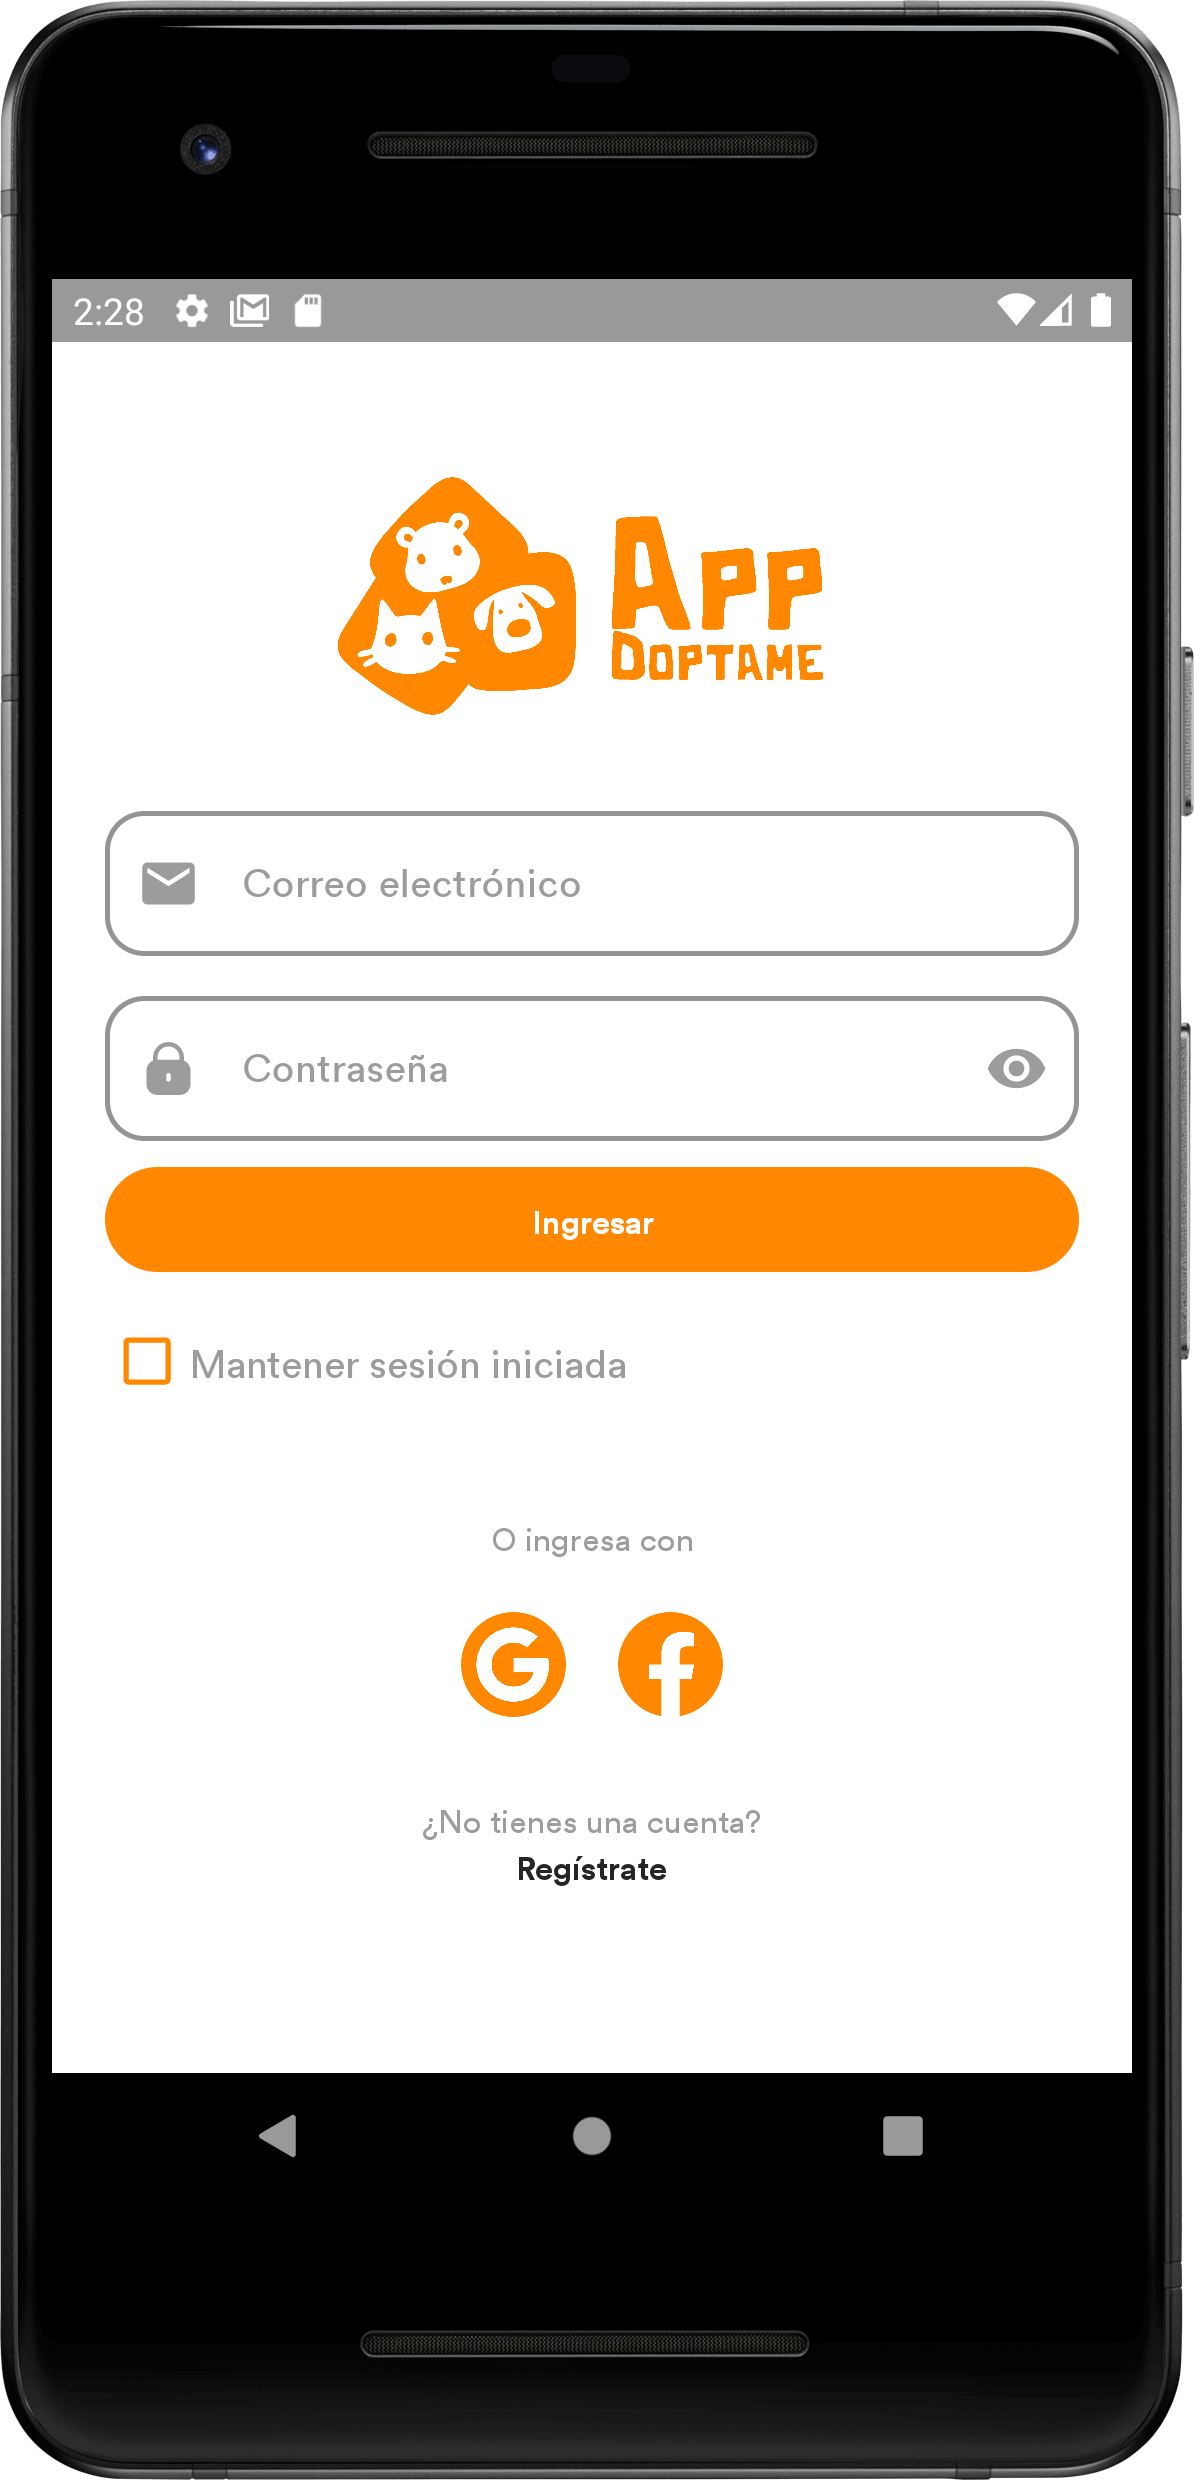 2:28
App
Doptame
Correo electrónico
Contraseña
Ingresar
Mantener sesión iniciada
O ingresa con
¿No tienes una cuenta?
Regístrate